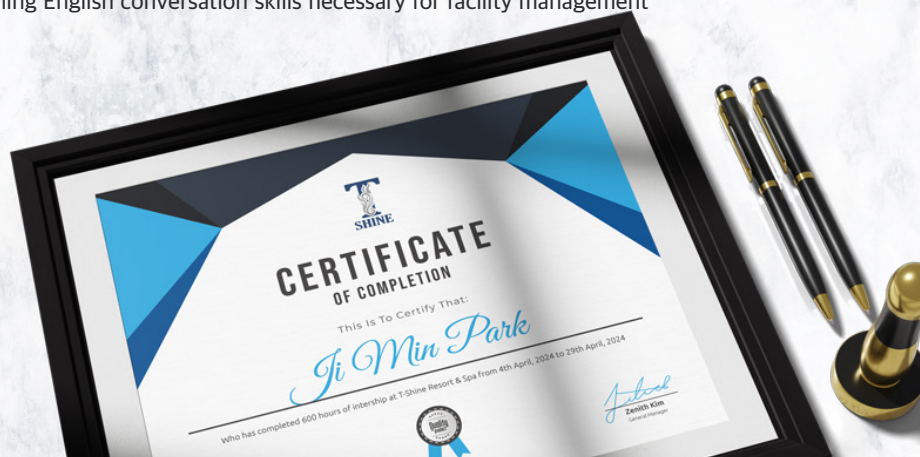 ning English conversation skills necessary for facility management
T
SHINE
CERTIFICATE
OF COMPLETION
This Is To Certify That:
Ji Min Park
Who has completed 600 hours of intership at T-Shine Resort & Spa from 4th April, 2024 to 29th April, 2024
Zenith Kim
General Manager
Quality